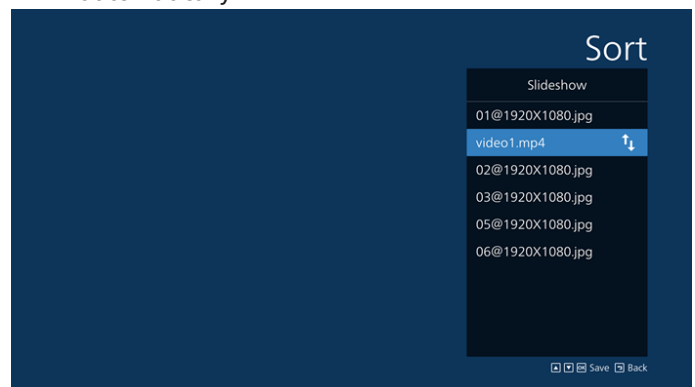 Sort
Slideshow
01@1920X1080.jpg
video1.mp4
02@1920X1080.jpg
03@1920X1080.jpg
05@1920X1080.jpg
06@1920X1080.jpg
OK Save Back